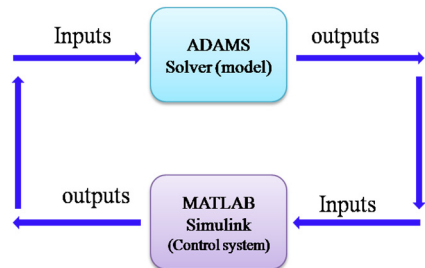 Inputs
ADAMS
Solver (model)
outputs
outputs
MATLAB
Simulink
(Control system)
Inputs